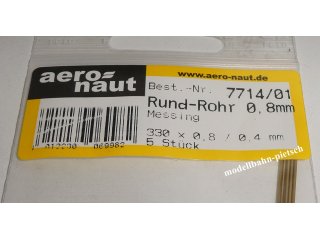 aero-
naut
www.aero-naut.de
Best.-Nr. 7714/01
Rund-Rohr 0,8mm
Messing
330 x 0,8 / 0,4 mm
5 Stück
modellbahn-pietsch